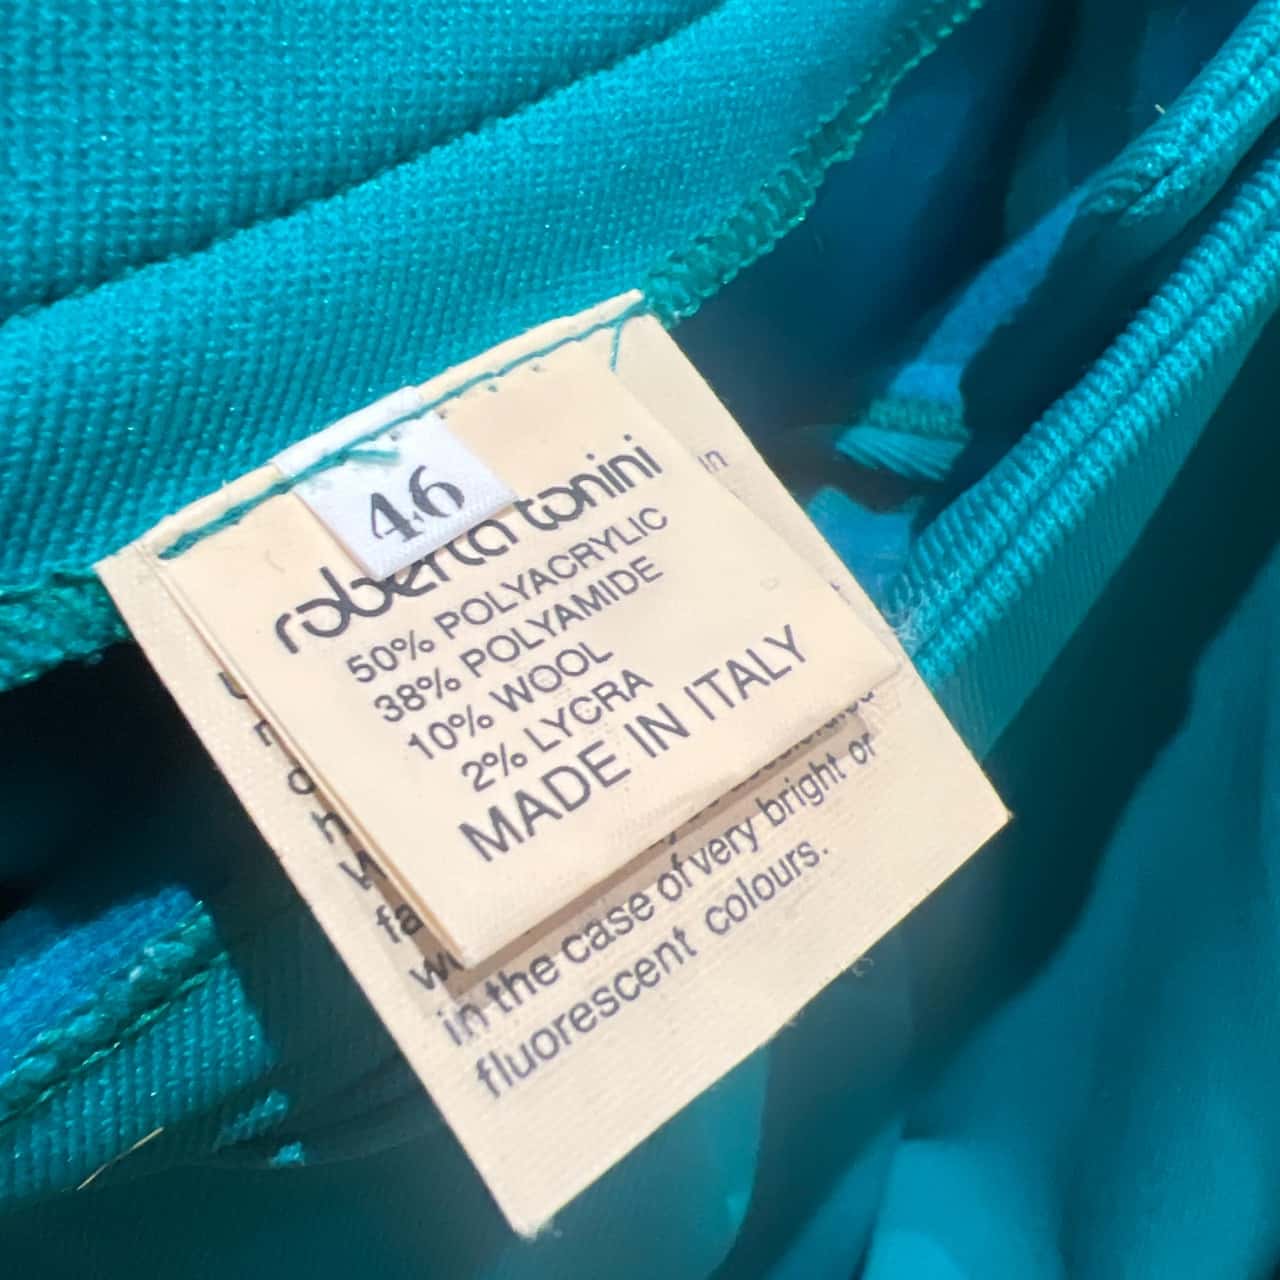 46
roberta tonini
50% POLYACRYLIC
38% POLYAMIDE
10% WOOL
2% LYCRA
MADE IN ITALY
in
in the case of very bright or
fluorescent colours.